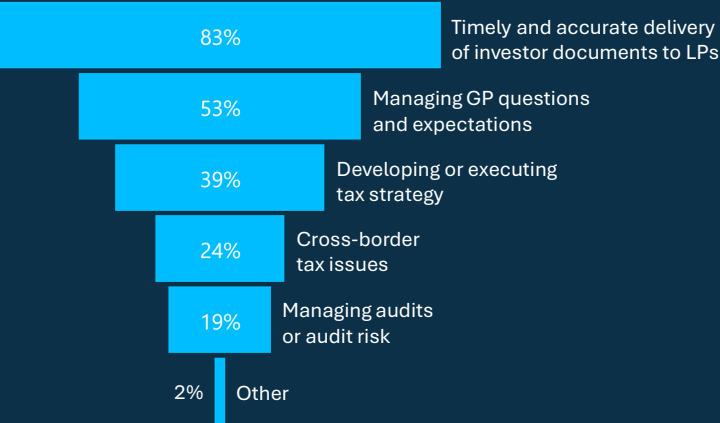 83%
Timely and accurate delivery
of investor documents to LPs
53%
Managing GP questions
and expectations
39%
Developing or executing
tax strategy
24%
Cross-border
tax issues
19%
Managing audits
or audit risk
2%
Other